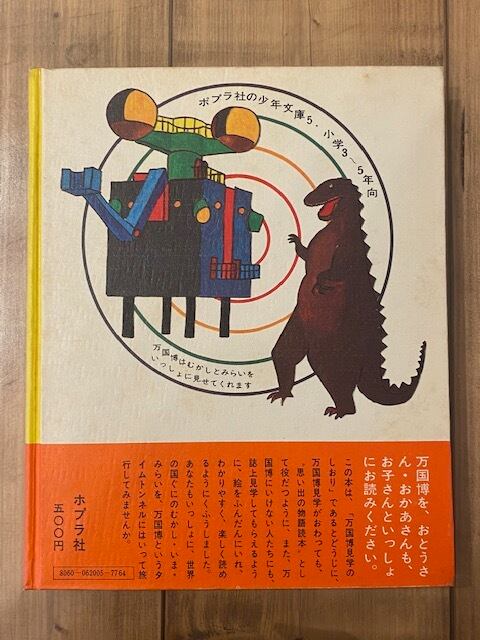 ポプラ社の少年文庫5・小学3〜5年向
万国博はむかしとみらいを
いっしょに見せてくれます
万国博を、おとうさ
ん・おかあさんも、
お子さんといっしょ
にお読みください。
この本は、「万国博見学の
しおり」であるとどうじに、
万国博見学がおわっても、
"思い出の物語読本"とし
て役だつように、また、万
国博にいけない人たちにも、
誌上見学してもらえるよう
に、絵をふんだんにいれ、
わかりやすく、楽しく読め
るようにくふうしました。
あなたもいっしょに、世界
の国ぐにのむかし・いま・
みらいを、万国博というタ
イムトンネルにはいって旅
行してみませんか。
ポプラ社
五〇〇円
8060-062005-7764